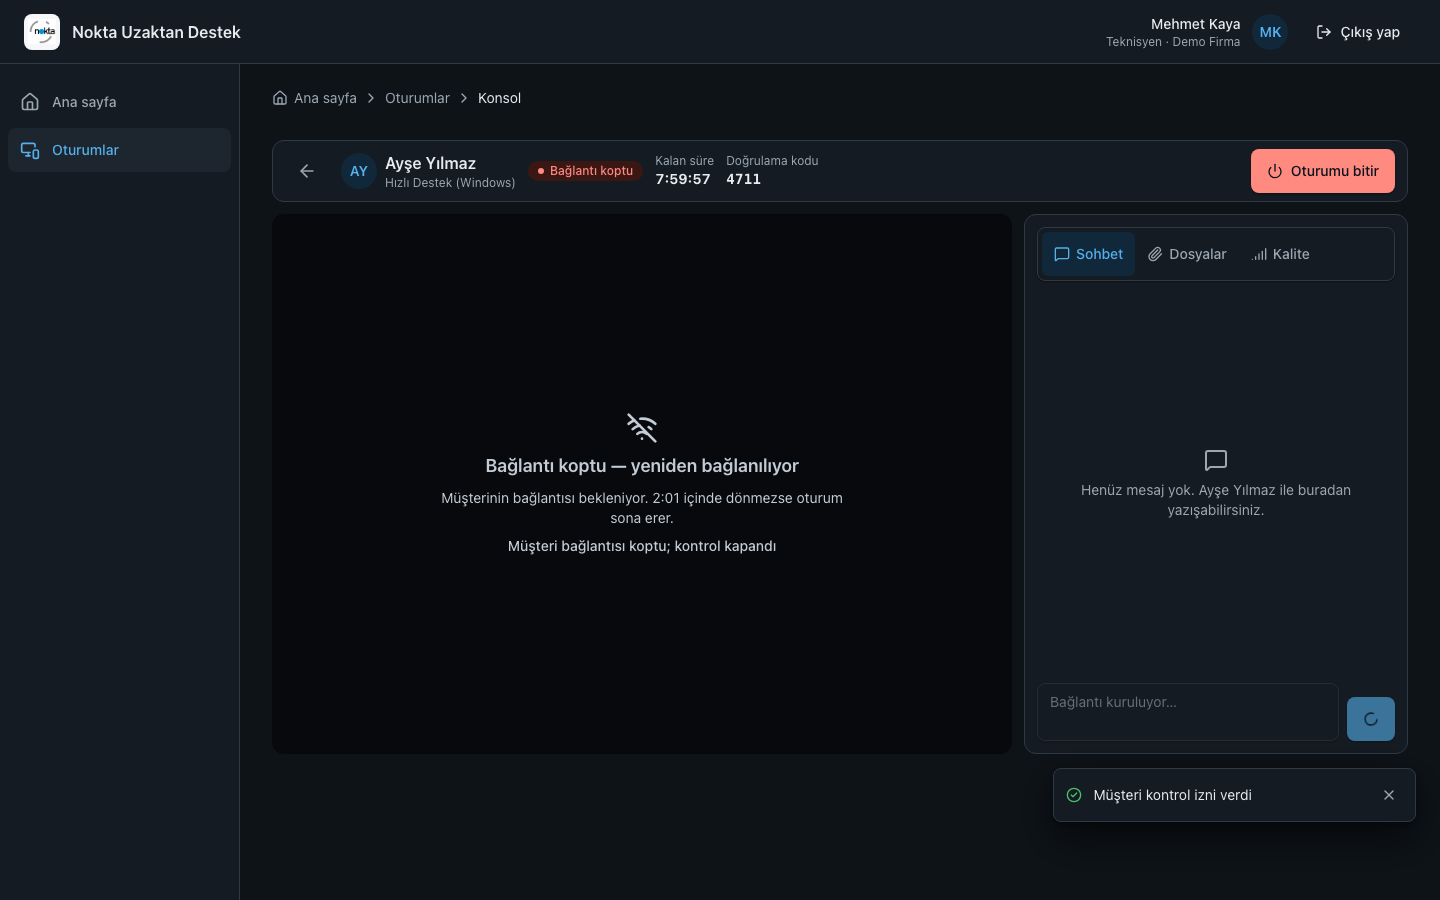 nokta
Nokta Uzaktan Destek
Mehmet Kaya
Teknisyen · Demo Firma
MK
Çıkış yap
Ana sayfa
Oturumlar
Ana sayfa
Oturumlar
Konsol
AY
Ayşe Yılmaz
Hızlı Destek (Windows)
Bağlantı koptu
Kalan süre
7:59:57
Doğrulama kodu
4711
Oturumu bitir
Bağlantı koptu — yeniden bağlanılıyor
Müşterinin bağlantısı bekleniyor. 2:01 içinde dönmezse oturum
sona erer.
Müşteri bağlantısı koptu; kontrol kapandı
Sohbet
Dosyalar
Kalite
Henüz mesaj yok. Ayşe Yılmaz ile buradan
yazışabilirsiniz.
Bağlantı kuruluyor...
Müşteri kontrol izni verdi